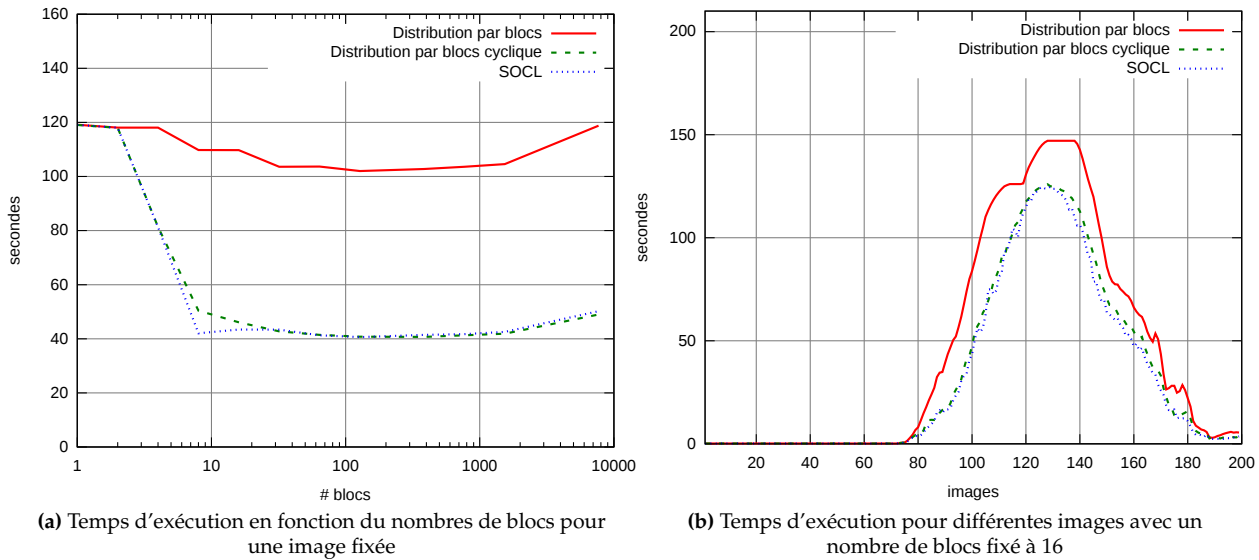 160
140
120
100
80
60
40
20
0
secondes
Distribution par blocs
Distribution par blocs cyclique
SOCL
1
10
100
1000
10000
# blocs
(a) Temps d'exécution en fonction du nombres de blocs pour
une image fixée
200
150
100
50
0
secondes
Distribution par blocs
Distribution par blocs cyclique
SOCL
20
40
60
80
100
120
140
160
180
200
images
(b) Temps d'exécution pour différentes images avec un
nombre de blocs fixé à 16